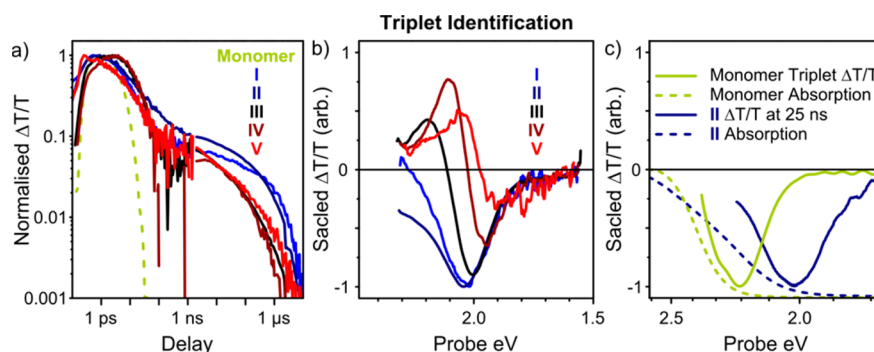 Triplet Identification
a)
Normalised ΔT/T
1
0.1
0.01
0.001
1 ps
1 ns
1 μs
Delay
Monomer
I
II
III
IV
V
b)
Sacled ΔT/T (arb.)
1
0
-1
2.0
1.5
Probe eV
I
II
III
IV
V
c)
Sacled ΔT/T (arb.)
1
0
-1
2.5
2.0
Probe eV
Monomer Triplet ΔT/T
Monomer Absorption
II ΔT/T at 25 ns
II Absorption